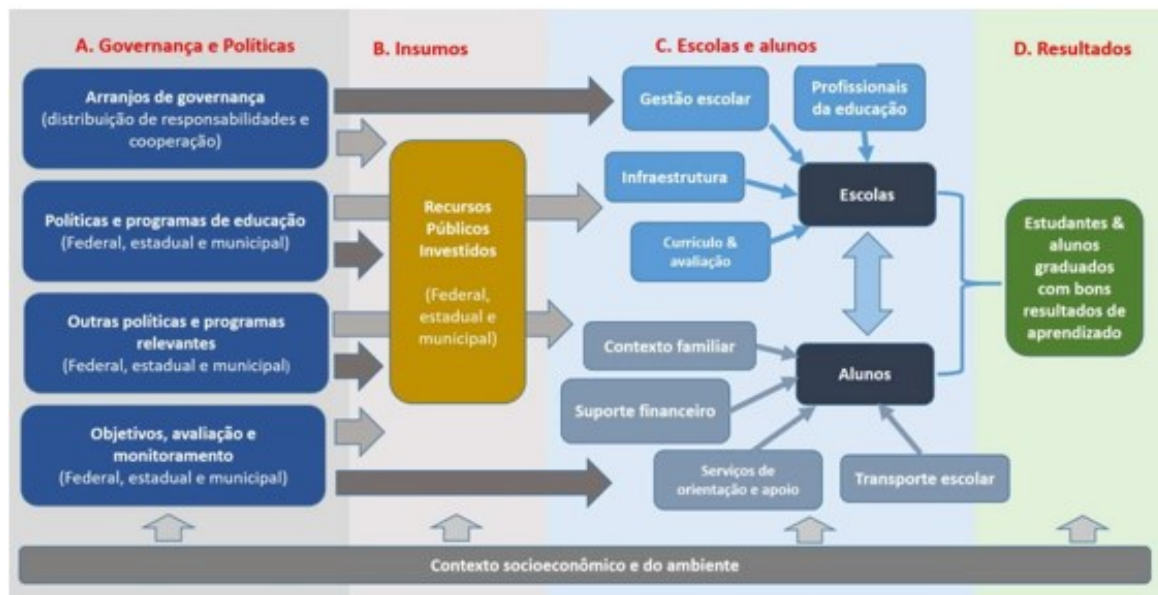 A. Governança e Políticas
Arranjos de governança
(distribuição de responsabilidades e
cooperação)
Políticas e programas de educação
(Federal, estadual e municipal)
Outras políticas e programas
relevantes
(Federal, estadual e municipal)
Objetivos, avaliação e
monitoramento
(Federal, estadual e municipal)
B. Insumos
Recursos
Públicos
Investidos
(Federal,
estadual e
municipal)
C. Escolas e alunos
Gestão escolar
Profissionais
da educação
Infraestrutura
Escolas
Currículo &
avaliação
Contexto familiar
Alunos
Suporte financeiro
Serviços de
orientação e apoio
Transporte escolar
D. Resultados
Estudantes &
alunos
graduados
com bons
resultados de
aprendizado
Contexto socioeconômico e do ambiente